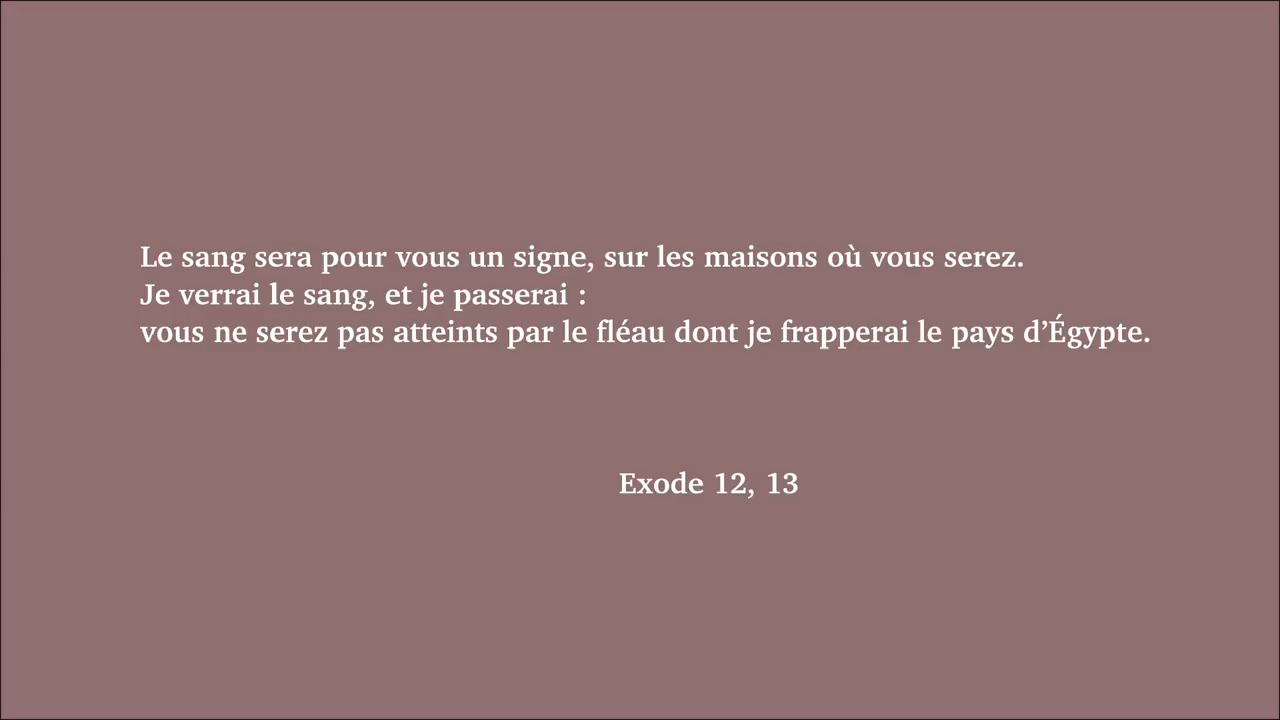 Le sang sera pour vous un signe, sur les maisons où vous serez.
Je verrai le sang, et je passerai :
vous ne serez pas atteints par le fléau dont je frapperai le pays d’Égypte.
Exode 12, 13